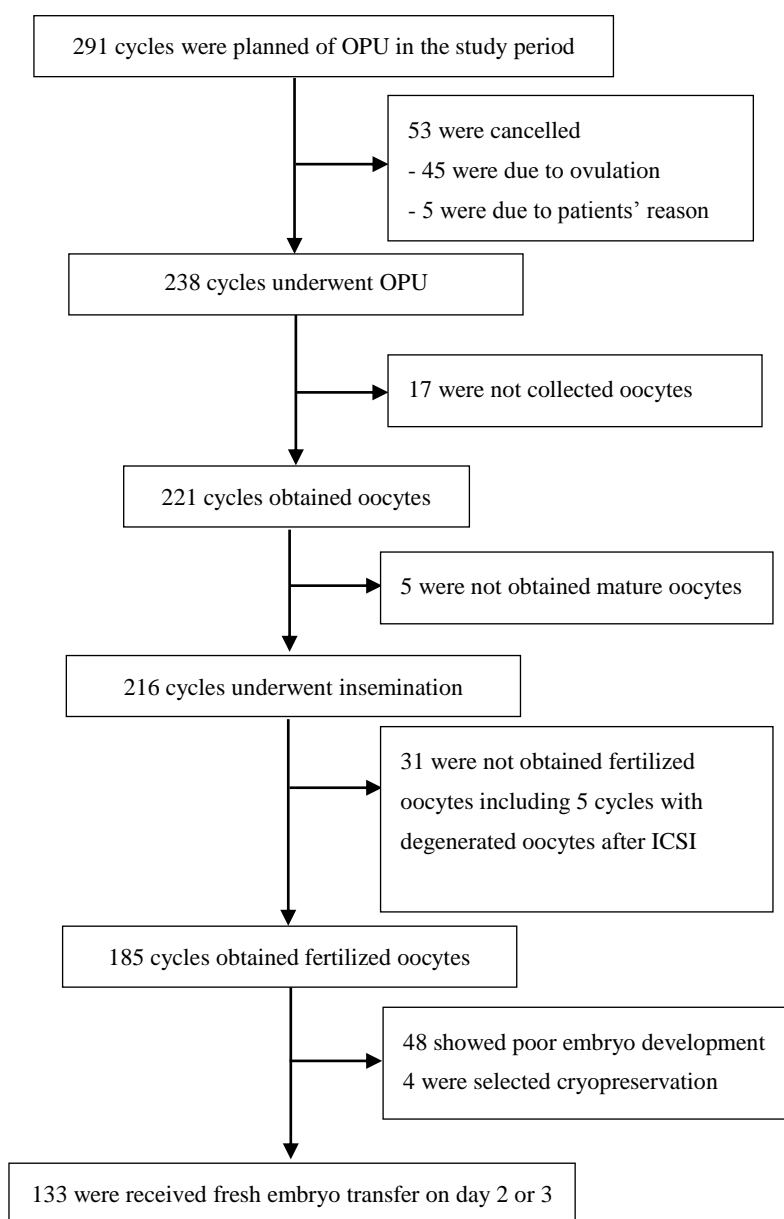 291 cycles were planned of OPU in the study period
53 were cancelled
- 45 were due to ovulation
- 5 were due to patients’ reason
238 cycles underwent OPU
17 were not collected oocytes
221 cycles obtained oocytes
5 were not obtained mature oocytes
216 cycles underwent insemination
31 were not obtained fertilized
oocytes including 5 cycles with
degenerated oocytes after ICSI
185 cycles obtained fertilized oocytes
48 showed poor embryo development
4 were selected cryopreservation
133 were received fresh embryo transfer on day 2 or 3